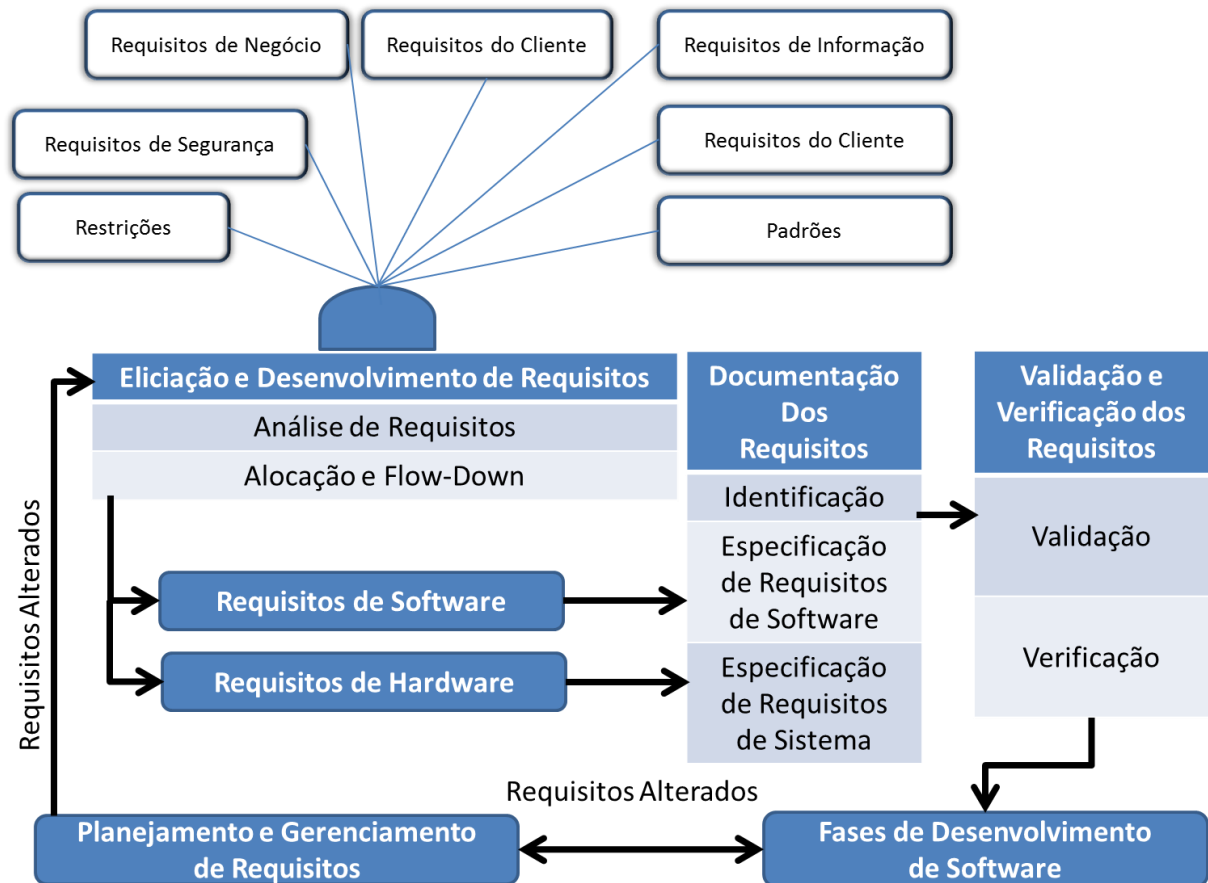 Requisitos de Negócio
Requisitos do Cliente
Requisitos de Informação
Requisitos de Segurança
Requisitos do Cliente
Restrições
Padrões
Eliciação e Desenvolvimento de Requisitos
Análise de Requisitos
Alocação e Flow-Down
Documentação
Dos
Requisitos
Identificação
Especificação
de Requisitos
de Software
Especificação
de Requisitos
de Sistema
Validação e
Verificação dos
Requisitos
Validação
Verificação
Requisitos de Software
Requisitos de Hardware
Requisitos Alterados
Requisitos Alterados
Planejamento e Gerenciamento
de Requisitos
Fases de Desenvolvimento
de Software